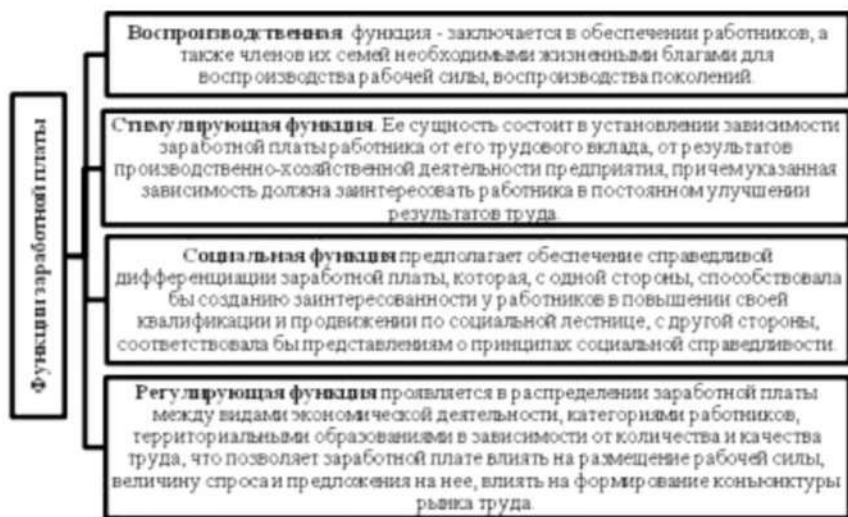 Функции заработной платы
Воспроизводственная функция - заключается в обеспечении работников, а
также членов их семей необходимыми жизненными благами для
воспроизводства рабочей силы, воспроизводства поколений.
Стимулирующая функция. Ее сущность состоит в установлении зависимости
заработной платы работника от его трудового вклада, от результатов
производственно-хозяйственной деятельности предприятия, причем указанная
зависимость должна заинтересовать работника в постоянном улучшении
результатов труда.
Социальная функция предполагает обеспечение справедливой
дифференциации заработной платы, которая, с одной стороны, способствовала
бы созданию заинтересованности у работников в повышении своей
квалификации и продвижении по социальной лестнице, с другой стороны,
соответствовала бы представлениям о принципах социальной справедливости.
Регулирующая функция проявляется в распределении заработной платы
между видами экономической деятельности, категориями работников,
территориальными образованиями в зависимости от количества и качества
труда, что позволяет заработной плате влиять на размещение рабочей силы,
величину спроса и предложения на нее, влиять на формирование конъюнктуры
рынка труда.